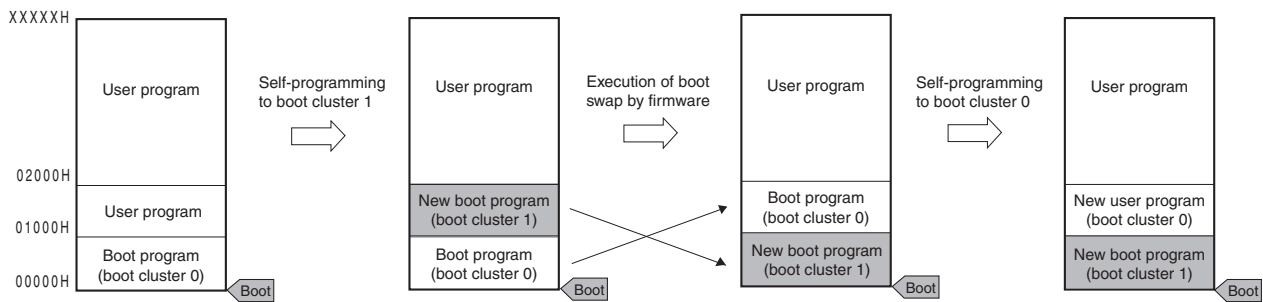 XXXXXH
02000H
01000H
00000H
User program
User program
Boot program
(boot cluster 0)
Boot
Self-programming
to boot cluster 1
User program
New boot program
(boot cluster 1)
Boot program
(boot cluster 0)
Boot
Execution of boot
swap by firmware
User program
Boot program
(boot cluster 0)
New boot program
(boot cluster 1)
Boot
Self-programming
to boot cluster 0
User program
New user program
(boot cluster 0)
New boot program
(boot cluster 1)
Boot